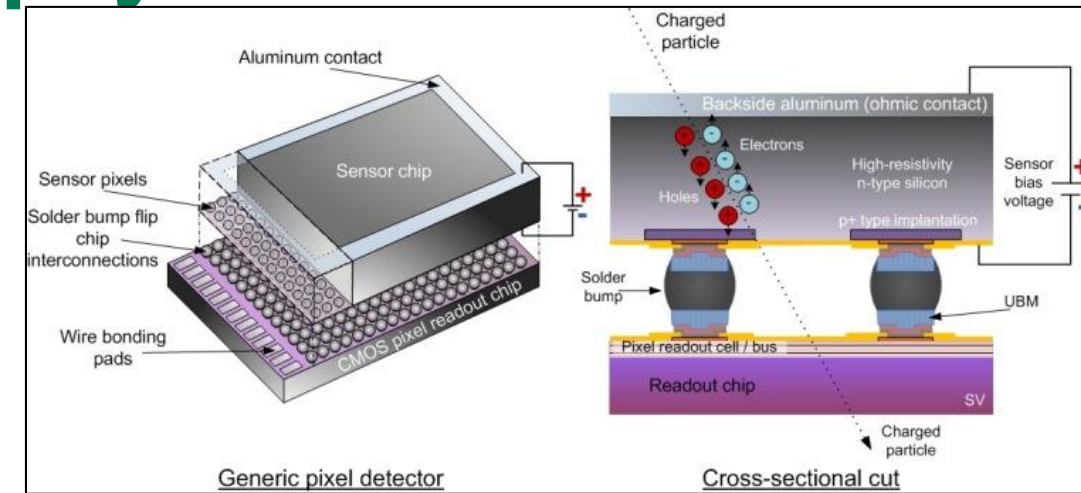 Aluminum contact
Sensor chip
Sensor pixels
Solder bump flip
chip
interconnections
Wire bonding
pads
CMOS pixel readout chip
+
-
Generic pixel detector
Charged
particle
Backside aluminum (ohmic contact)
Electrons
Holes
High-resistivity
n-type silicon
p+ type implantation
Sensor
bias
voltage
+
-
Solder
bump
UBM
Pixel readout cell / bus
Readout chip
SV
Charged
particle
Cross-sectional cut